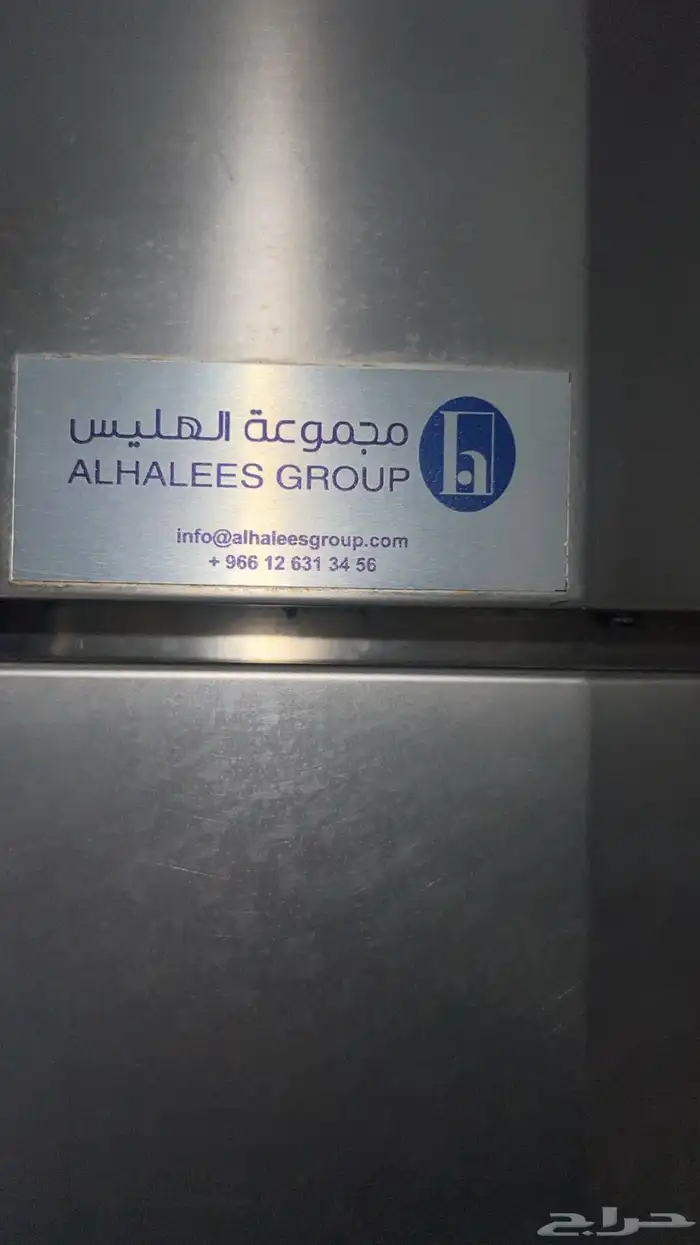 مجموعة الهليس
ALHALEES GROUP
h
info@alhaleesgroup.com
+ 966 12 631 34 56
حراج